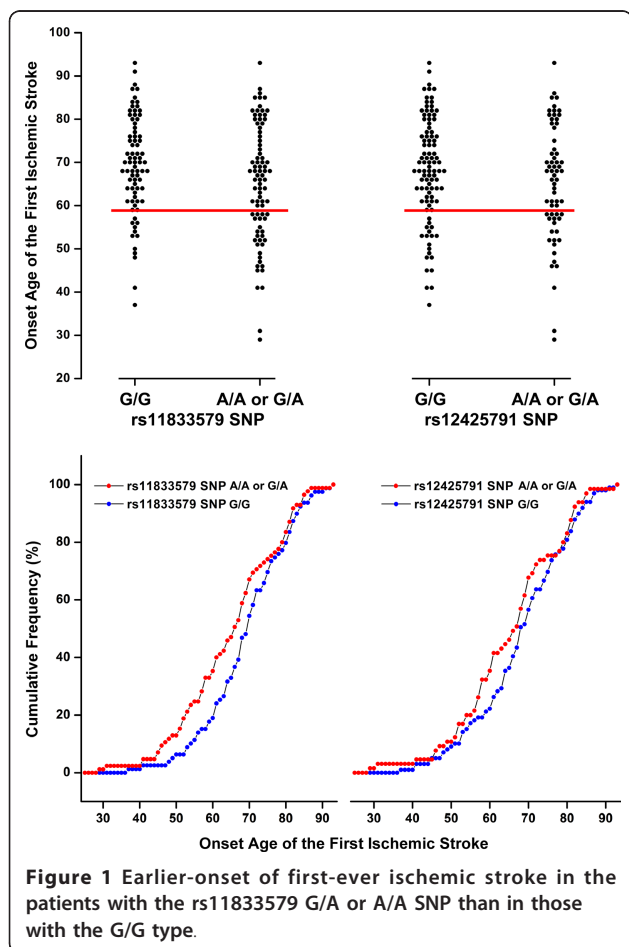 Onset Age of the First Ischemic Stroke
100
90
80
70
60
50
40
30
20
G/G
A/A or G/A
rs11833579 SNP
G/G
A/A or G/A
rs12425791 SNP
Cumulative Frequency (%)
100
80
60
40
20
0
rs11833579 SNP A/A or G/A
rs11833579 SNP G/G
30 40 50 60 70 80 90
rs12425791 SNP A/A or G/A
rs12425791 SNP G/G
30 40 50 60 70 80 90
Onset Age of the First Ischemic Stroke
Figure 1 Earlier-onset of first-ever ischemic stroke in the
patients with the rs11833579 G/A or A/A SNP than in those
with the G/G type.